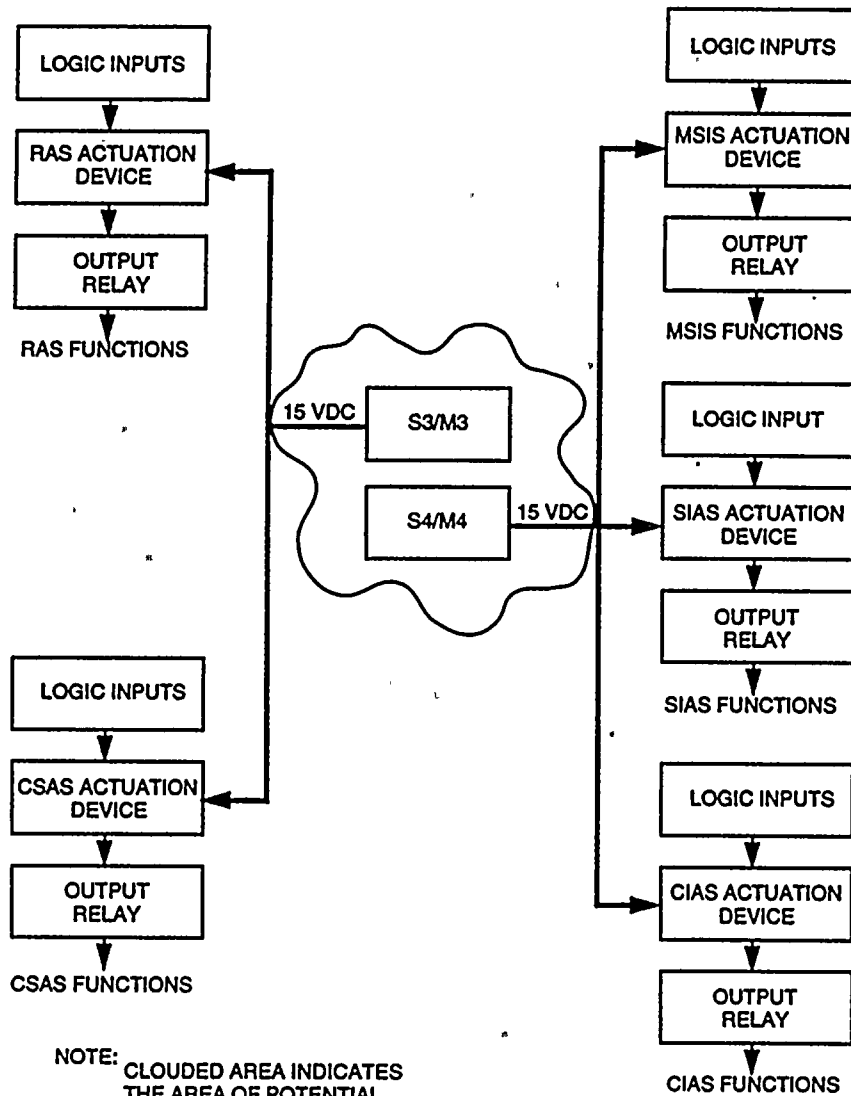 LOGIC INPUTS
RAS ACTUATION
DEVICE
OUTPUT
RELAY
RAS FUNCTIONS
LOGIC INPUTS
CSAS ACTUATION
DEVICE
OUTPUT
RELAY
CSAS FUNCTIONS
15 VDC
S3/M3
S4/M4
15 VDC
LOGIC INPUTS
MSIS ACTUATION
DEVICE
OUTPUT
RELAY
MSIS FUNCTIONS
LOGIC INPUT
SIAS ACTUATION
DEVICE
OUTPUT
RELAY
SIAS FUNCTIONS
LOGIC INPUTS
CIAS ACTUATION
DEVICE
OUTPUT
RELAY
CIAS FUNCTIONS
NOTE:
CLOUDED AREA INDICATES
THE AREA OF POTENTIAL